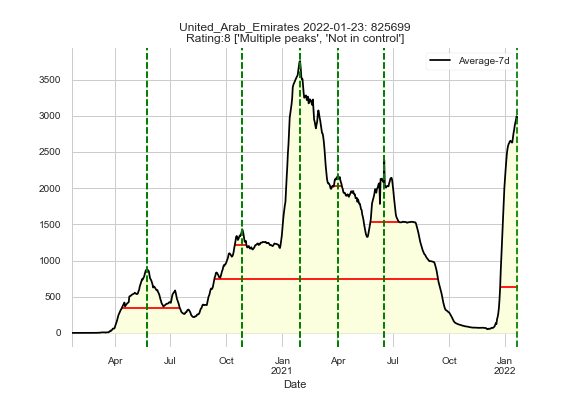 United_Arab_Emirates 2022-01-23: 825699
Rating:8 ['Multiple peaks', 'Not in control']
Average-7d
3500
3000
2500
2000
1500
1000
500
0
Apr Jul Oct Jan Apr Jul Oct Jan
2021 2022
Date